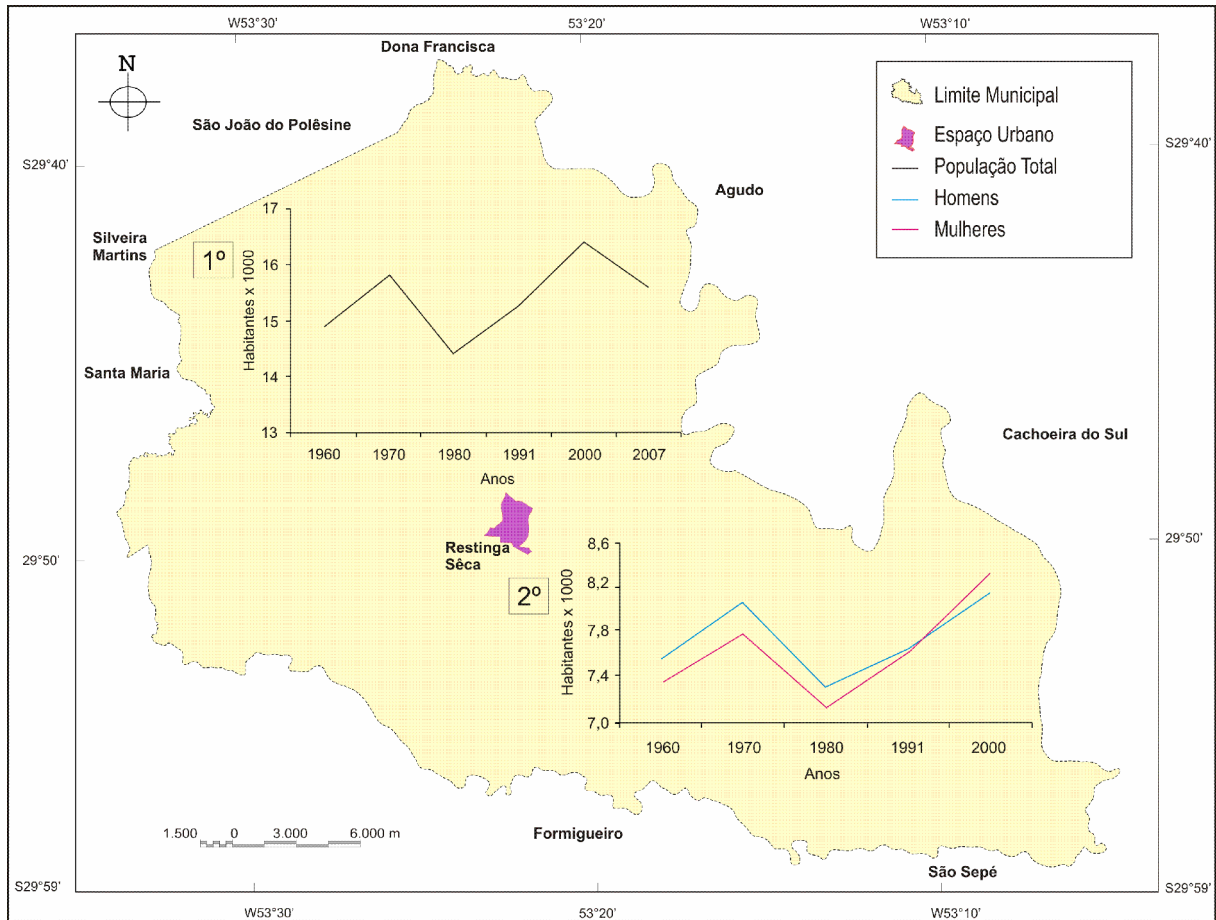 W53°30'
53°20'
W53°10'
Dona Francisca
N
São João do Polêsine
Limite Municipal
Espaço Urbano
População Total
Homens
Mulheres
S29°40'
S29°40'
Agudo
Silveira
Martins
1º
Habitantes x 1000
17
16
15
14
13
1960 1970 1980 1991 2000 2007
Anos
Santa Maria
Cachoeira do Sul
Restinga
Sêca
29°50'
29°50'
2º
Habitantes x 1000
8,6
8,2
7,8
7,4
7,0
1960 1970 1980 1991 2000
Anos
1.500 0 3.000 6.000 m
Formigueiro
São Sepé
S29°59'
S29°59'
W53°30'
53°20'
W53°10'